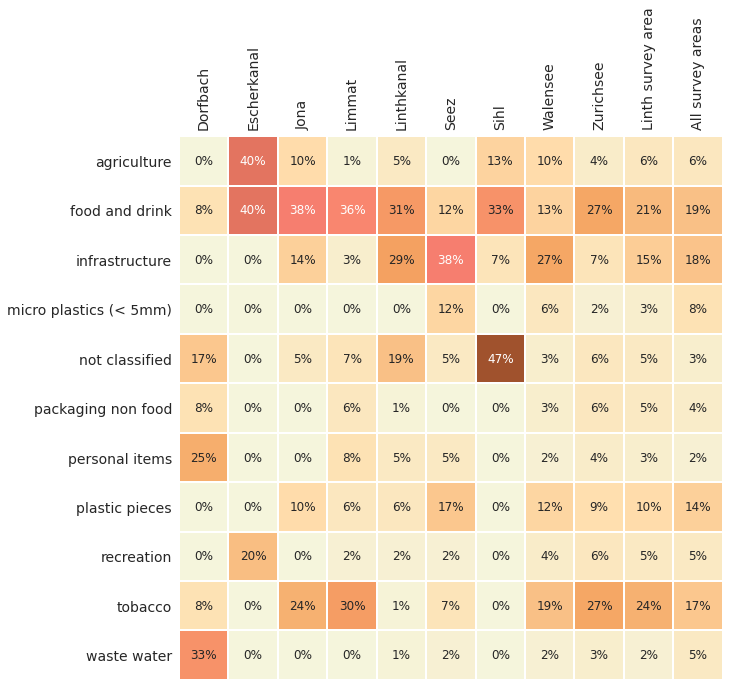 Dorfbach Escherkanal Jona Limmat Linthkanal Seez Sihl Walensee Zurichsee Linth survey area All survey areas
agriculture 0% 40% 10% 1% 5% 0% 13% 10% 4% 6% 6%
food and drink 8% 40% 38% 36% 31% 12% 33% 13% 27% 21% 19%
infrastructure 0% 0% 14% 3% 29% 38% 7% 27% 7% 15% 18%
micro plastics (< 5mm) 0% 0% 0% 0% 0% 12% 0% 6% 2% 3% 8%
not classified 17% 0% 5% 7% 19% 5% 47% 3% 6% 5% 3%
packaging non food 8% 0% 0% 6% 1% 0% 0% 3% 6% 5% 4%
personal items 25% 0% 0% 8% 5% 5% 0% 2% 4% 3% 2%
plastic pieces 0% 0% 10% 6% 6% 17% 0% 12% 9% 10% 14%
recreation 0% 20% 0% 2% 2% 2% 0% 4% 6% 5% 5%
tobacco 8% 0% 24% 30% 1% 7% 0% 19% 27% 24% 17%
waste water 33% 0% 0% 0% 1% 2% 0% 2% 3% 2% 5%